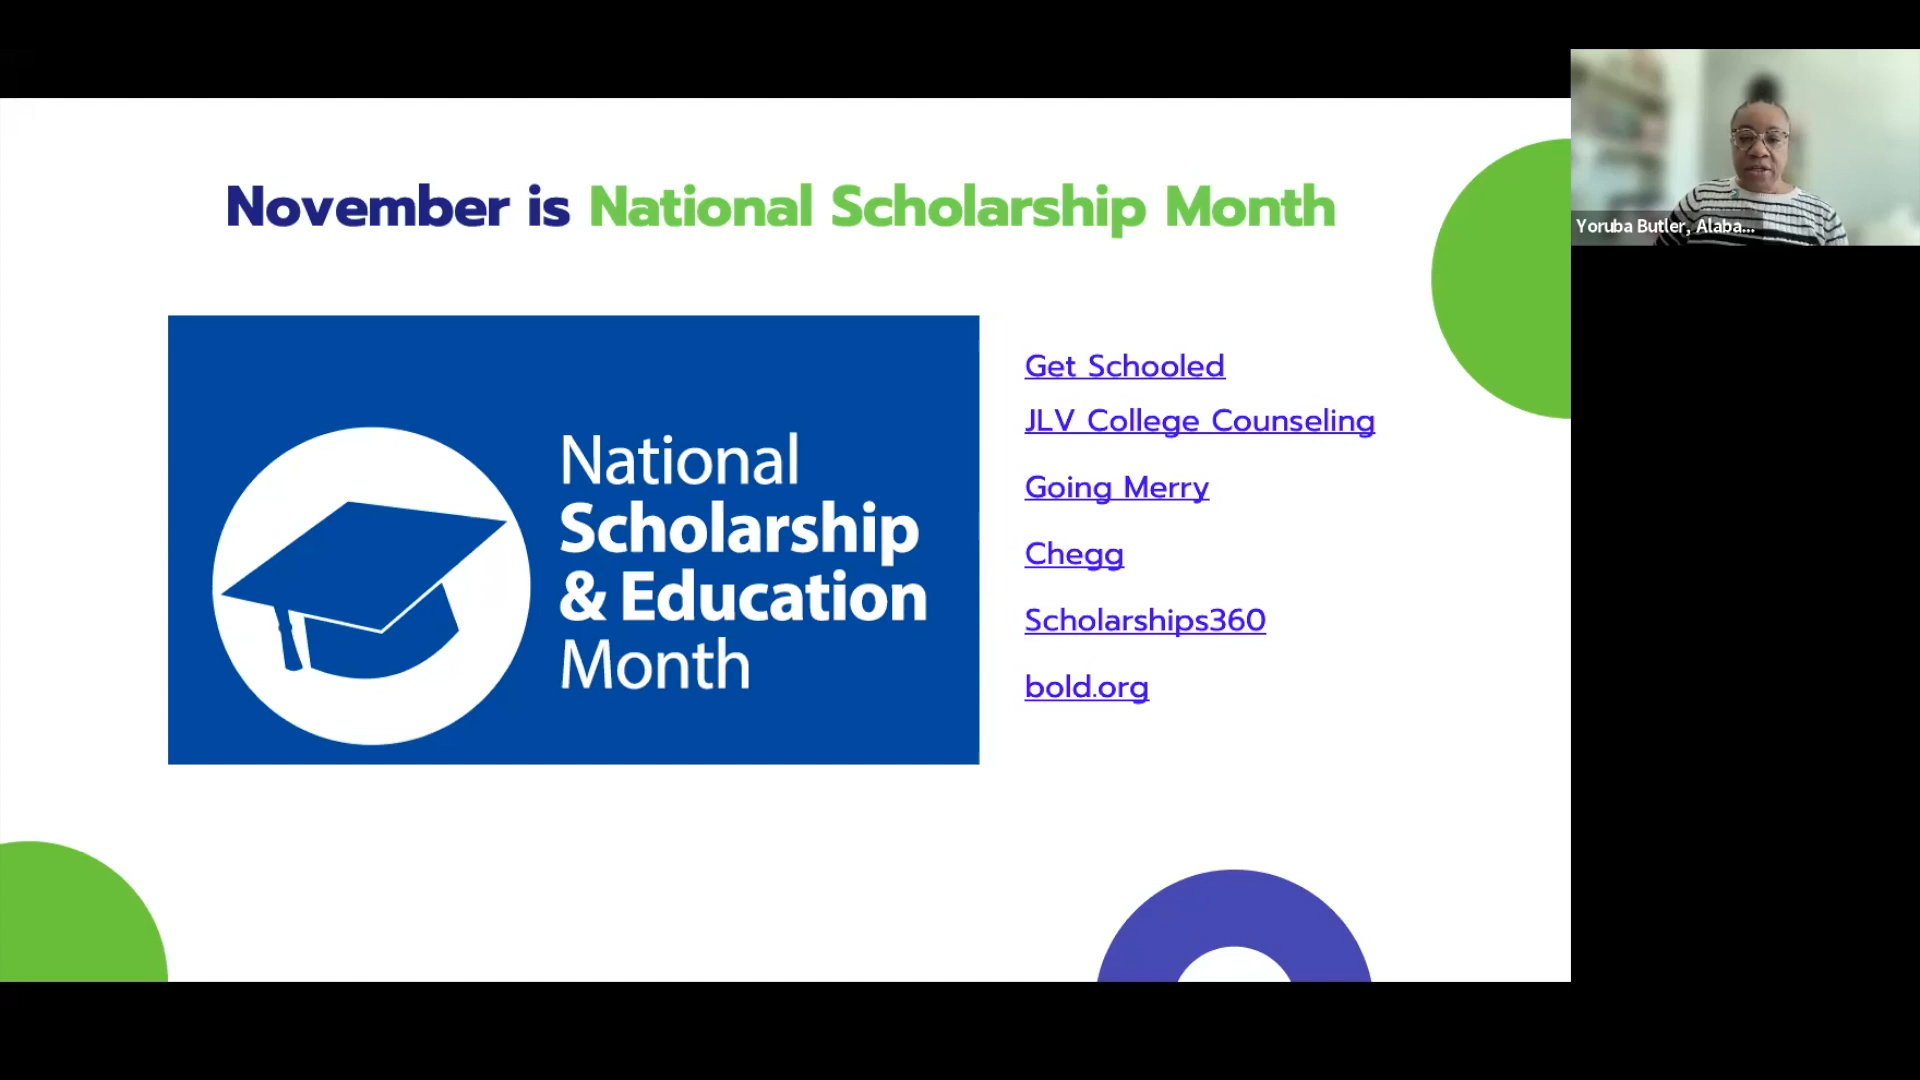 November is National Scholarship Month
National
Scholarship
& Education
Month
Get Schooled
JLV College Counseling
Going Merry
Chegg
Scholarships360
bold.org
Yoruba Butler, Alaba...